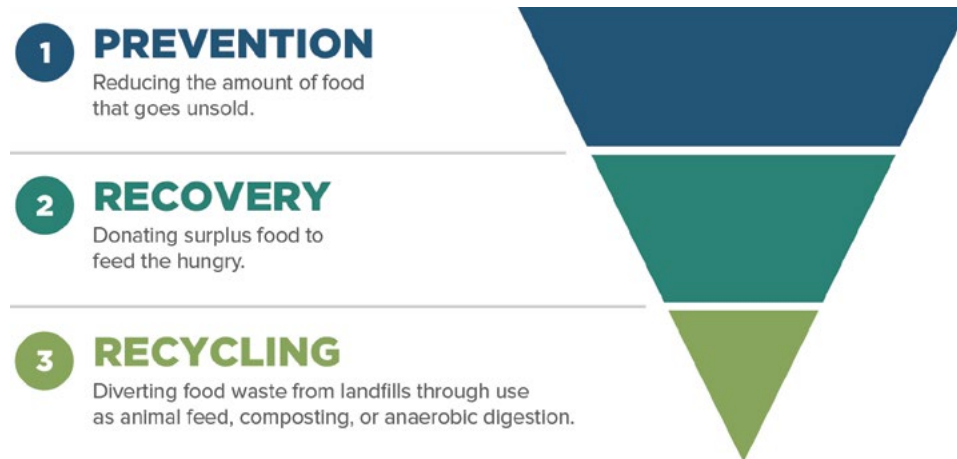 1 PREVENTION
Reducing the amount of food
that goes unsold.
2 RECOVERY
Donating surplus food to
feed the hungry.
3 RECYCLING
Diverting food waste from landfills through use
as animal feed, composting, or anaerobic digestion.